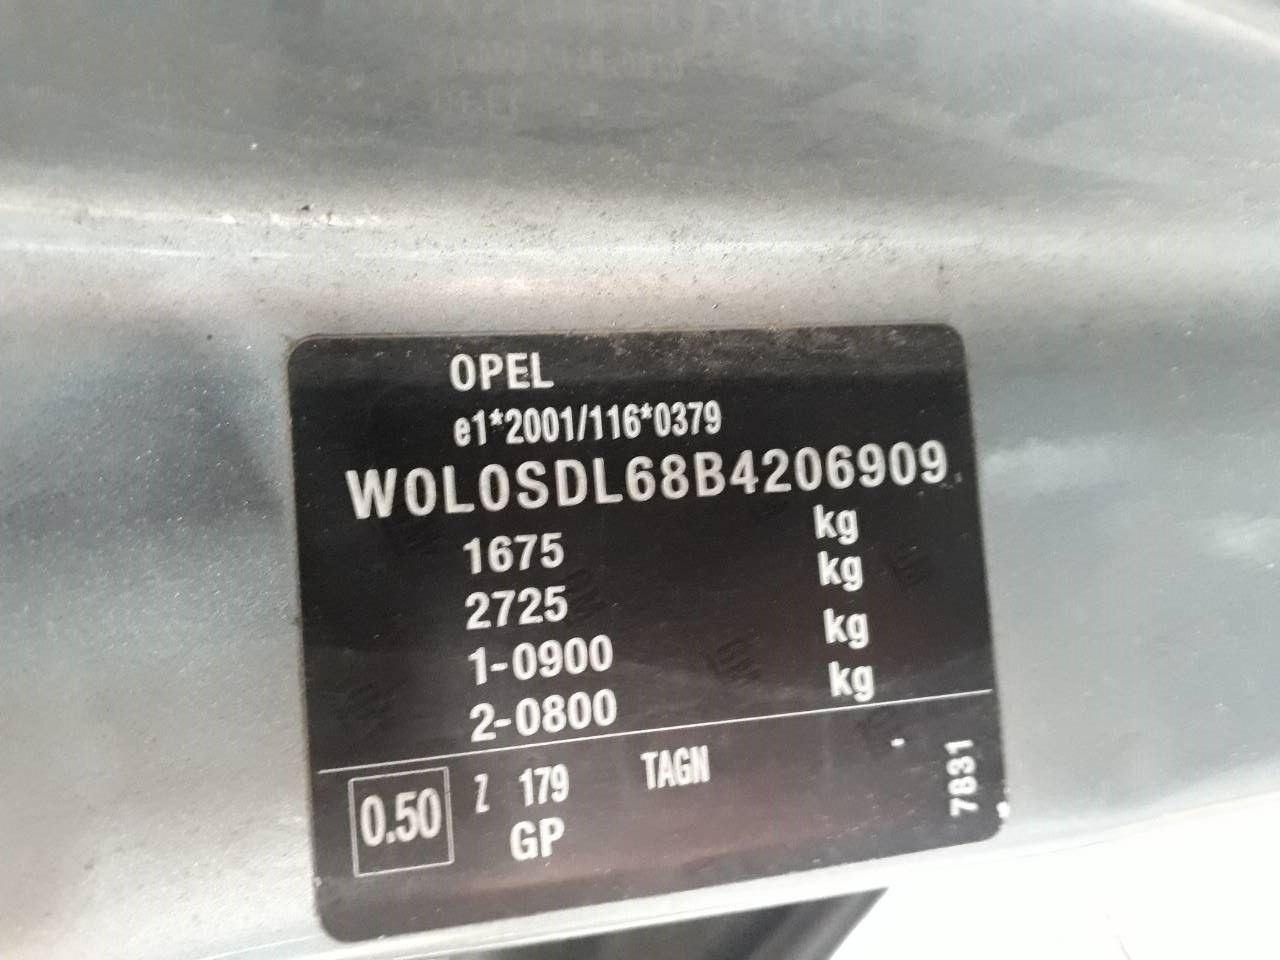 OPEL
e1*2001/116*0379
W0L0SDL68B4206909
1675 kg
2725 kg
1-0900 kg
2-0800 kg
0.50 Z 179 TAGN
GP
7831